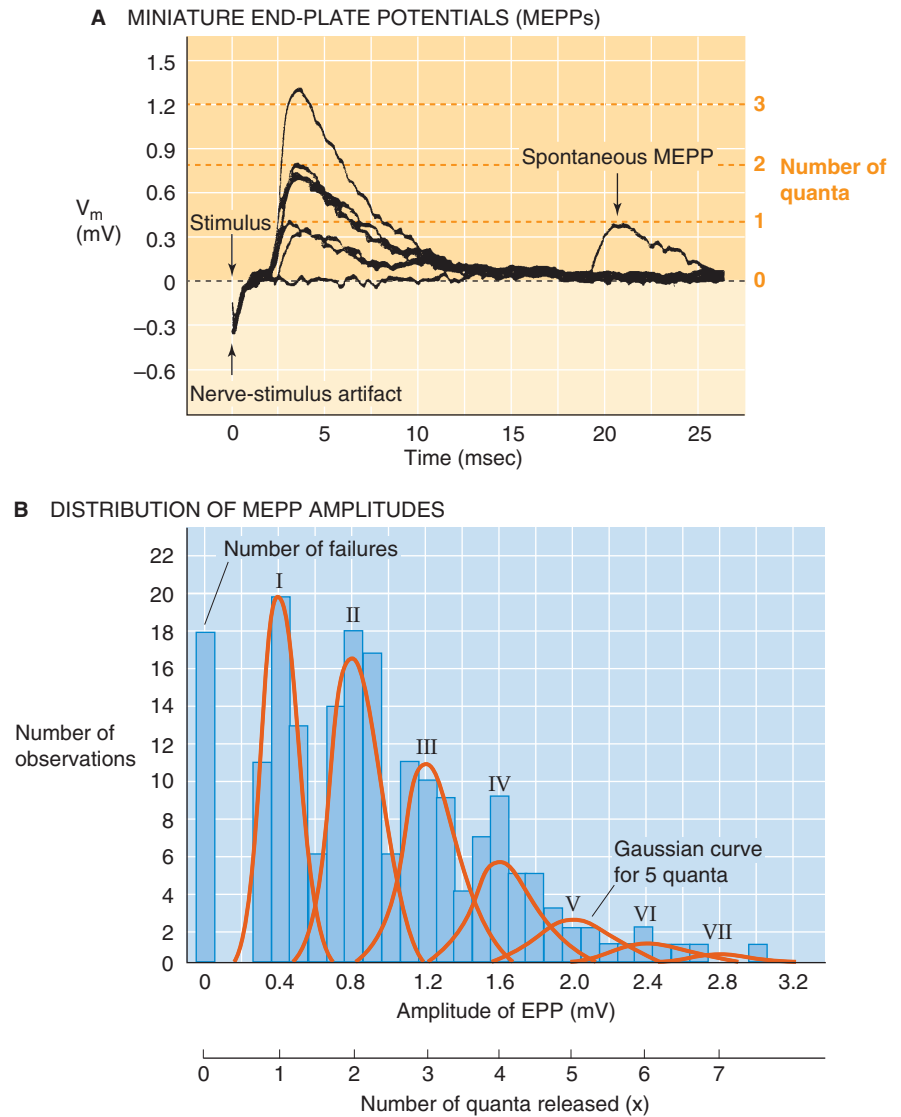 A MINIATURE END-PLATE POTENTIALS (MEPPs)
1.5
1.2
0.9
0.6
0.3
0
–0.3
–0.6
Vm
(mV)
Stimulus
Nerve-stimulus artifact
Spontaneous MEPP
3
2
1
0
Number of
quanta
0 5 10 15 20 25
Time (msec)
B DISTRIBUTION OF MEPP AMPLITUDES
Number of failures
22
20
18
16
14
12
10
8
6
4
2
0
Number of
observations
I
II
III
IV
V
VI
VII
Gaussian curve
for 5 quanta
0 0.4 0.8 1.2 1.6 2.0 2.4 2.8 3.2
Amplitude of EPP (mV)
0 1 2 3 4 5 6 7
Number of quanta released (x)